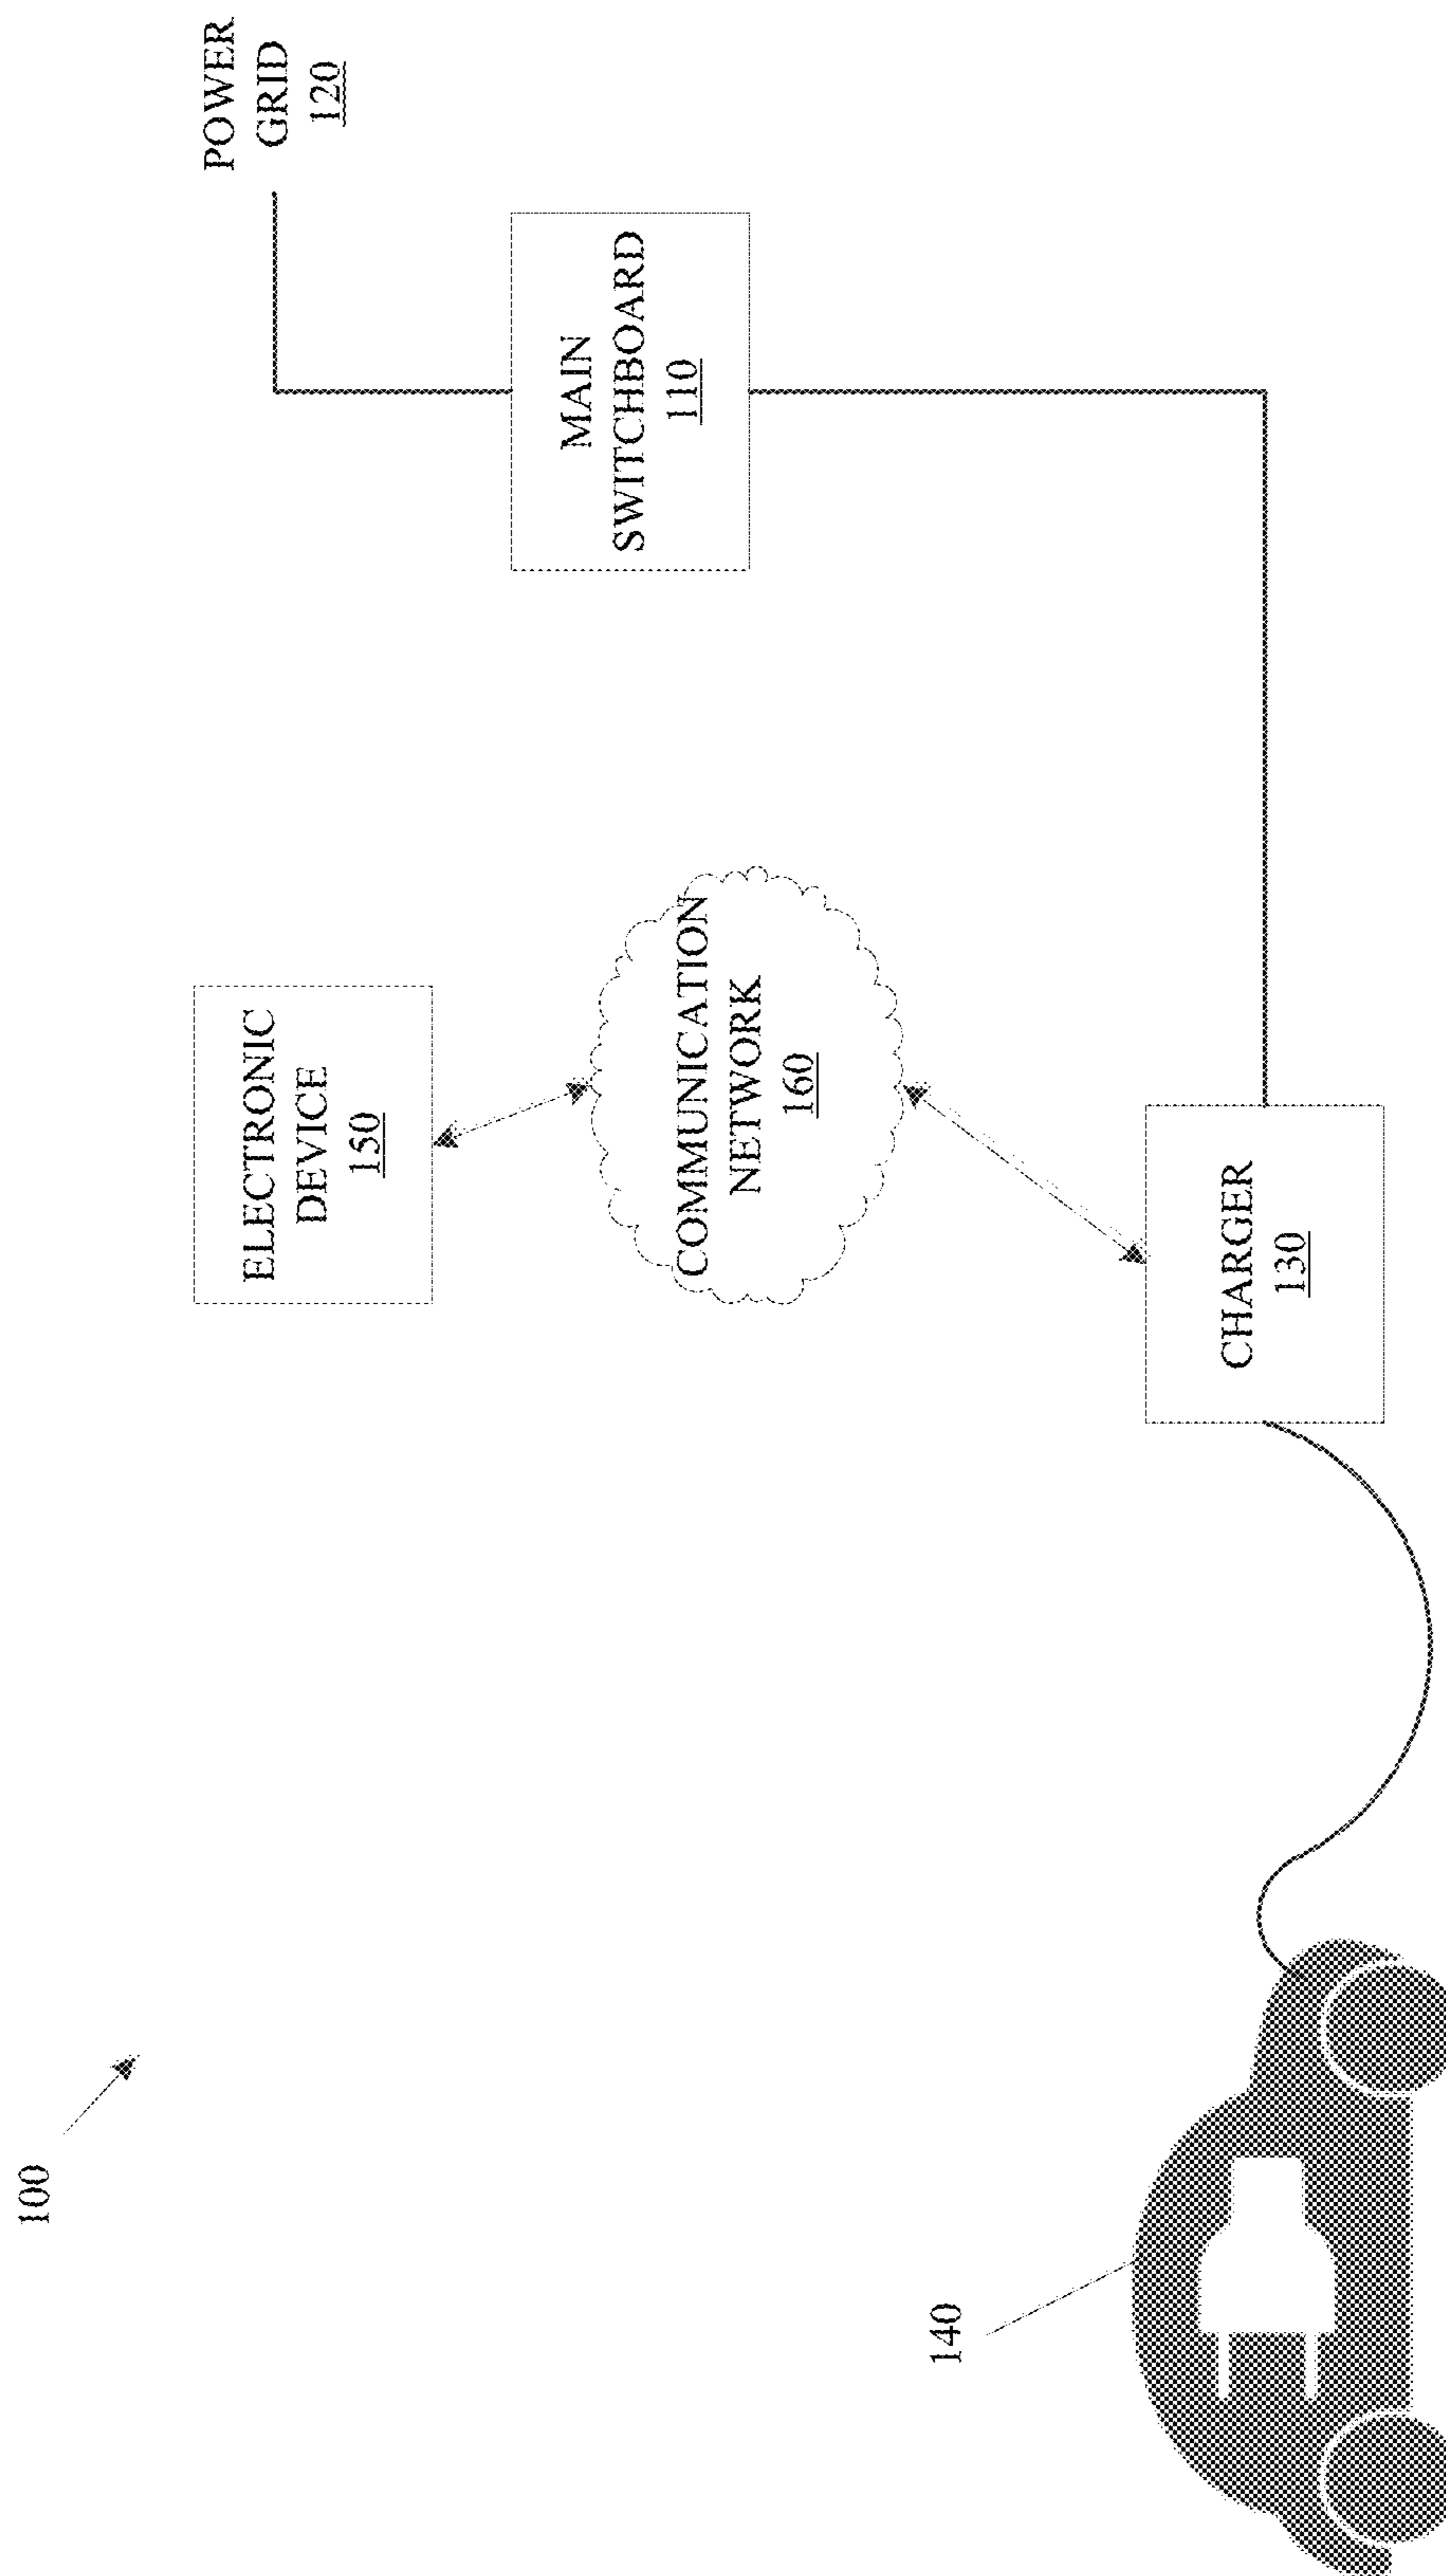 100
ELECTRONIC
DEVICE
150
POWER
GRID
120
COMMUNICATION
NETWORK
160
MAIN
SWITCHBOARD
110
140
CHARGER
130